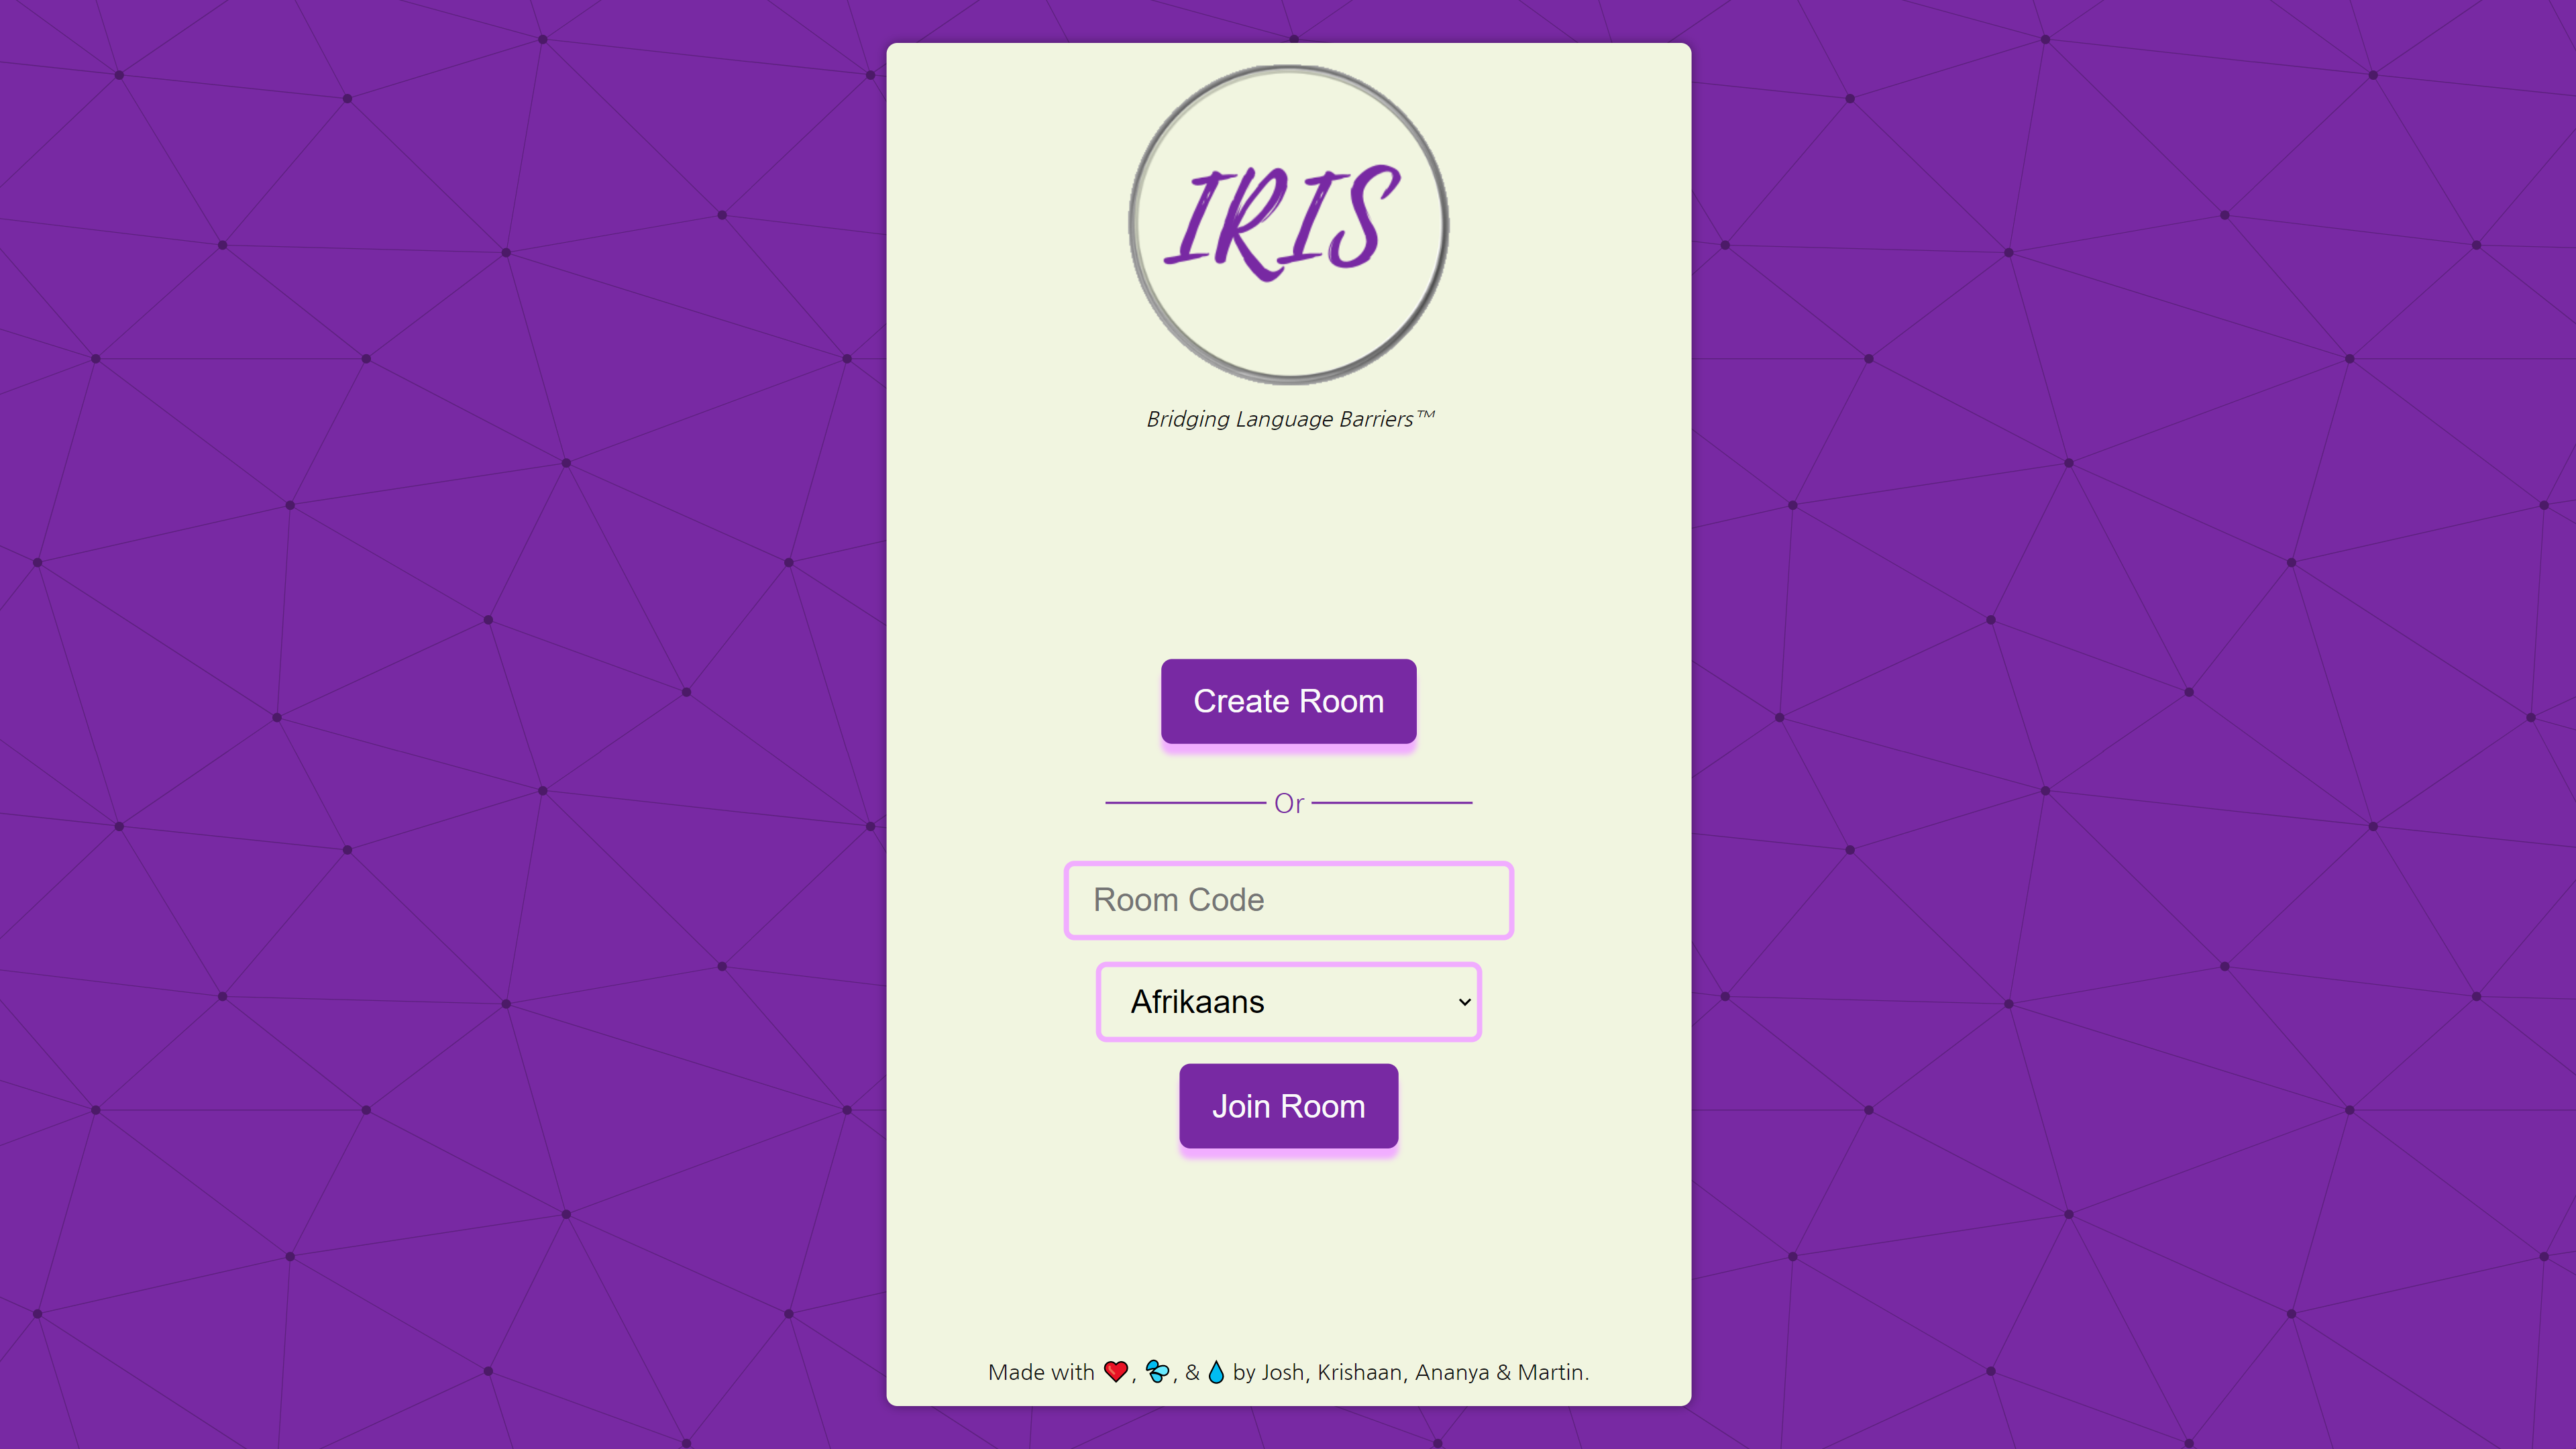 IRIS
Bridging Language Barriers™
Create Room
Or
Room Code
Afrikaans
Join Room
Made with ❤️, 💦, & 💧 by Josh, Krishaan, Ananya & Martin.